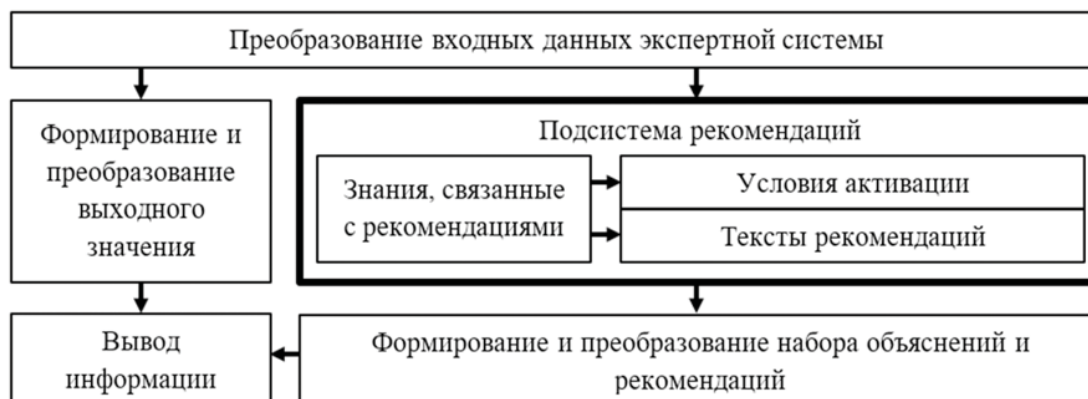 Преобразование входных данных экспертной системы
Формирование и
преобразование
выходного
значения
Подсистема рекомендаций
Знания, связанные
с рекомендациями
Условия активации
Тексты рекомендаций
Вывод
информации
Формирование и преобразование набора объяснений и
рекомендаций